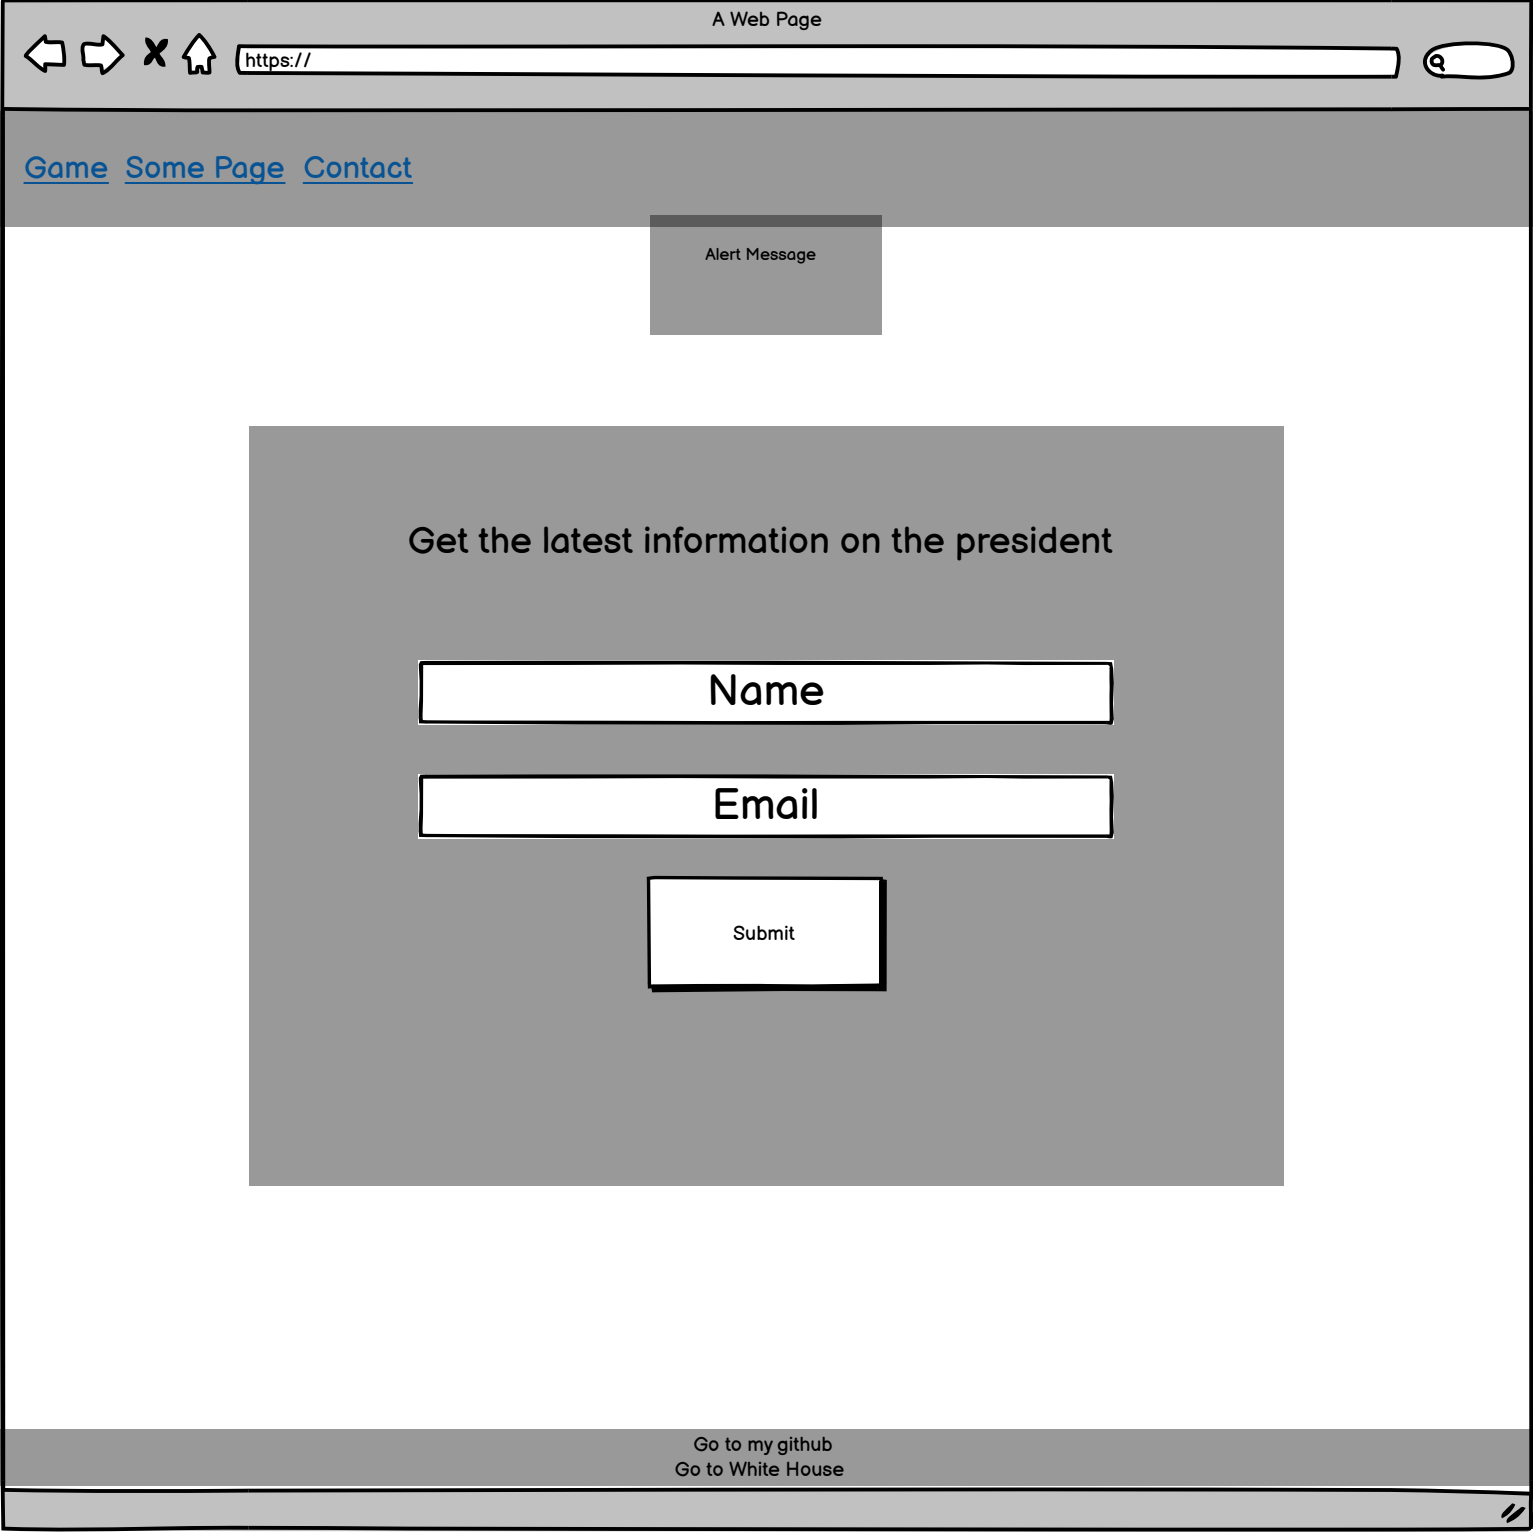 A Web Page
https://
Game Some Page Contact
Alert Message
Get the latest information on the president
Name
Email
Submit
Go to my github
Go to White House